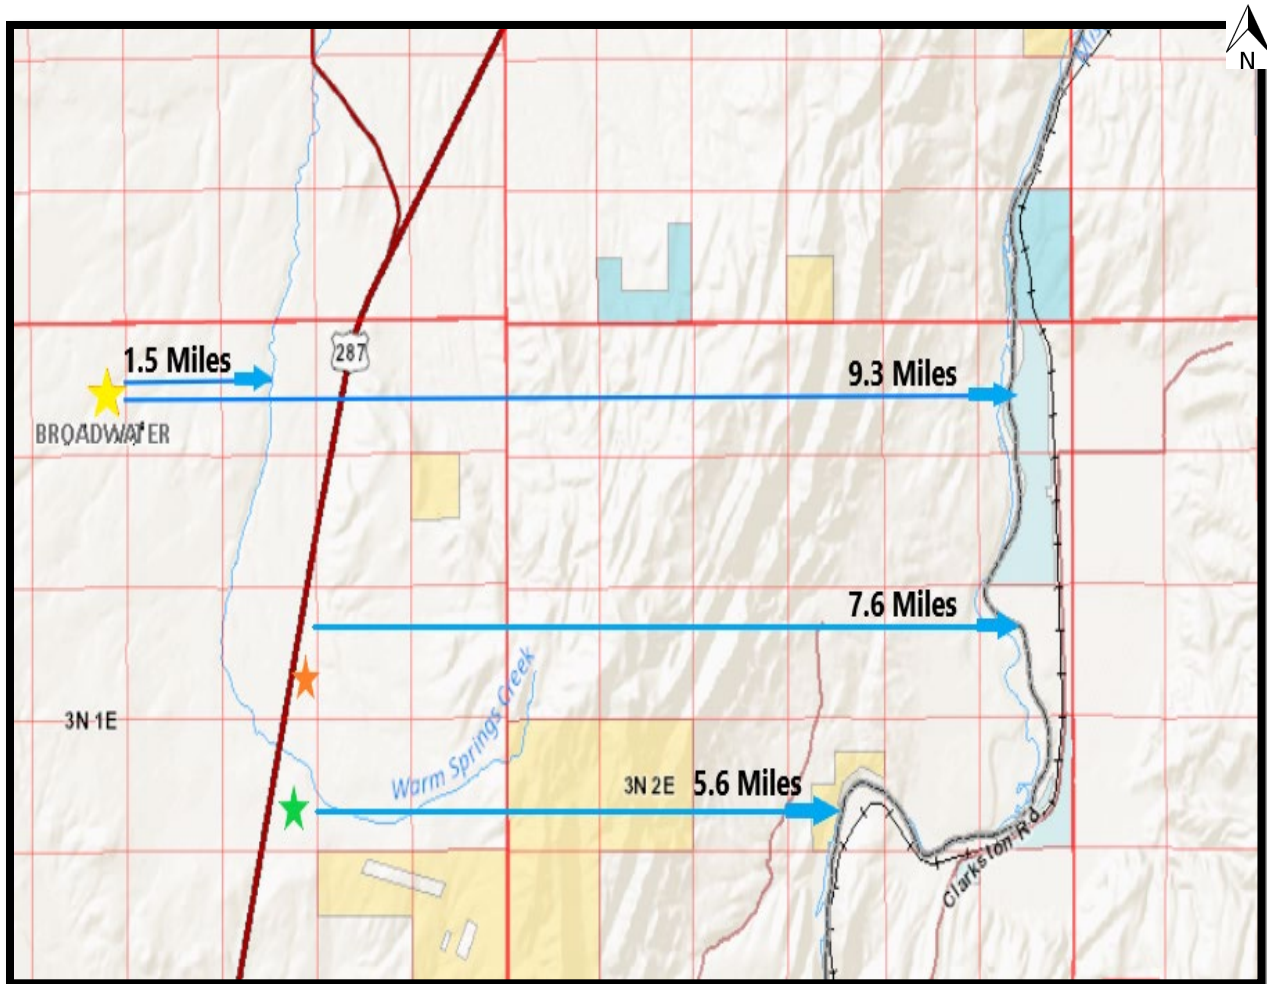 N
Mis
287
1.5 Miles
9.3 Miles
BROADWATER
7.6 Miles
Warm Springs Creek
3N 1E
3N 2E
5.6 Miles
Clarkston Rd